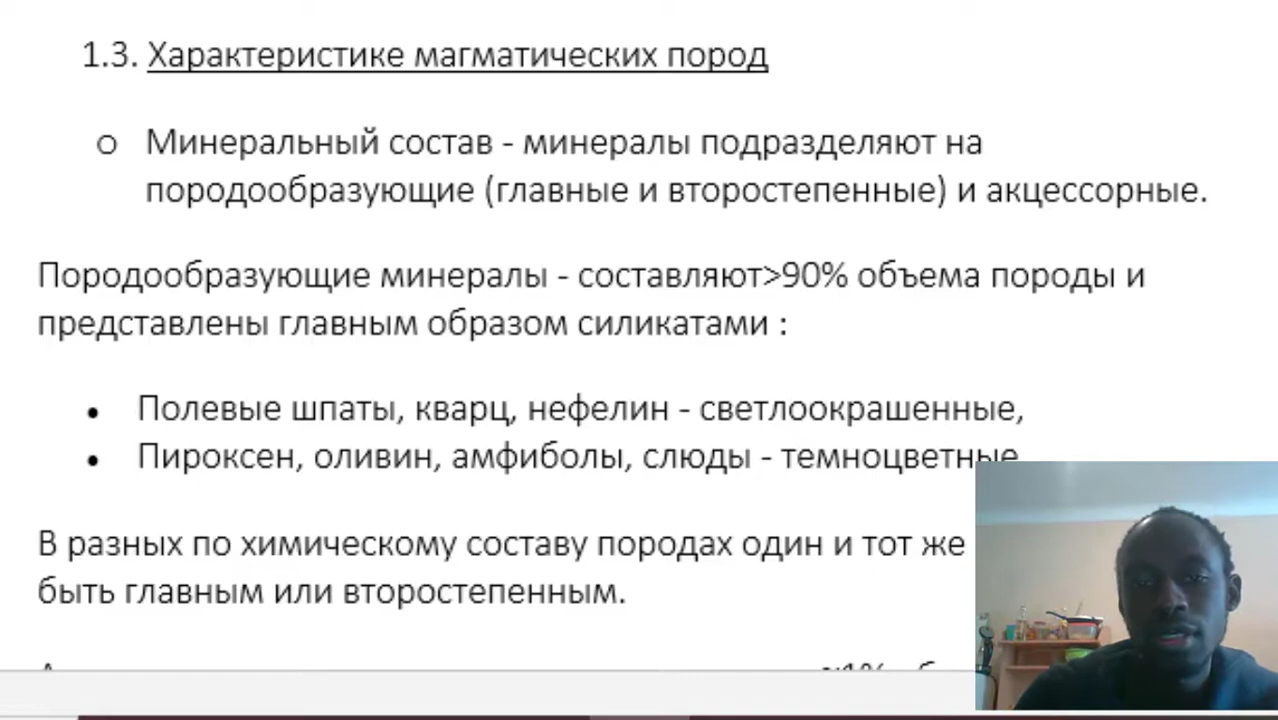 1.3. Характеристике магматических пород
o Минеральный состав - минералы подразделяют на
породообразующие (главные и второстепенные) и акцессорные.
Породообразующие минералы - составляют>90% объема породы и
представлены главным образом силикатами :
• Полевые шпаты, кварц, нефелин - светлоокрашенные,
• Пироксен, оливин, амфиболы, слюды - темноцветные
В разных по химическому составу породах один и тот же
быть главным или второстепенным.